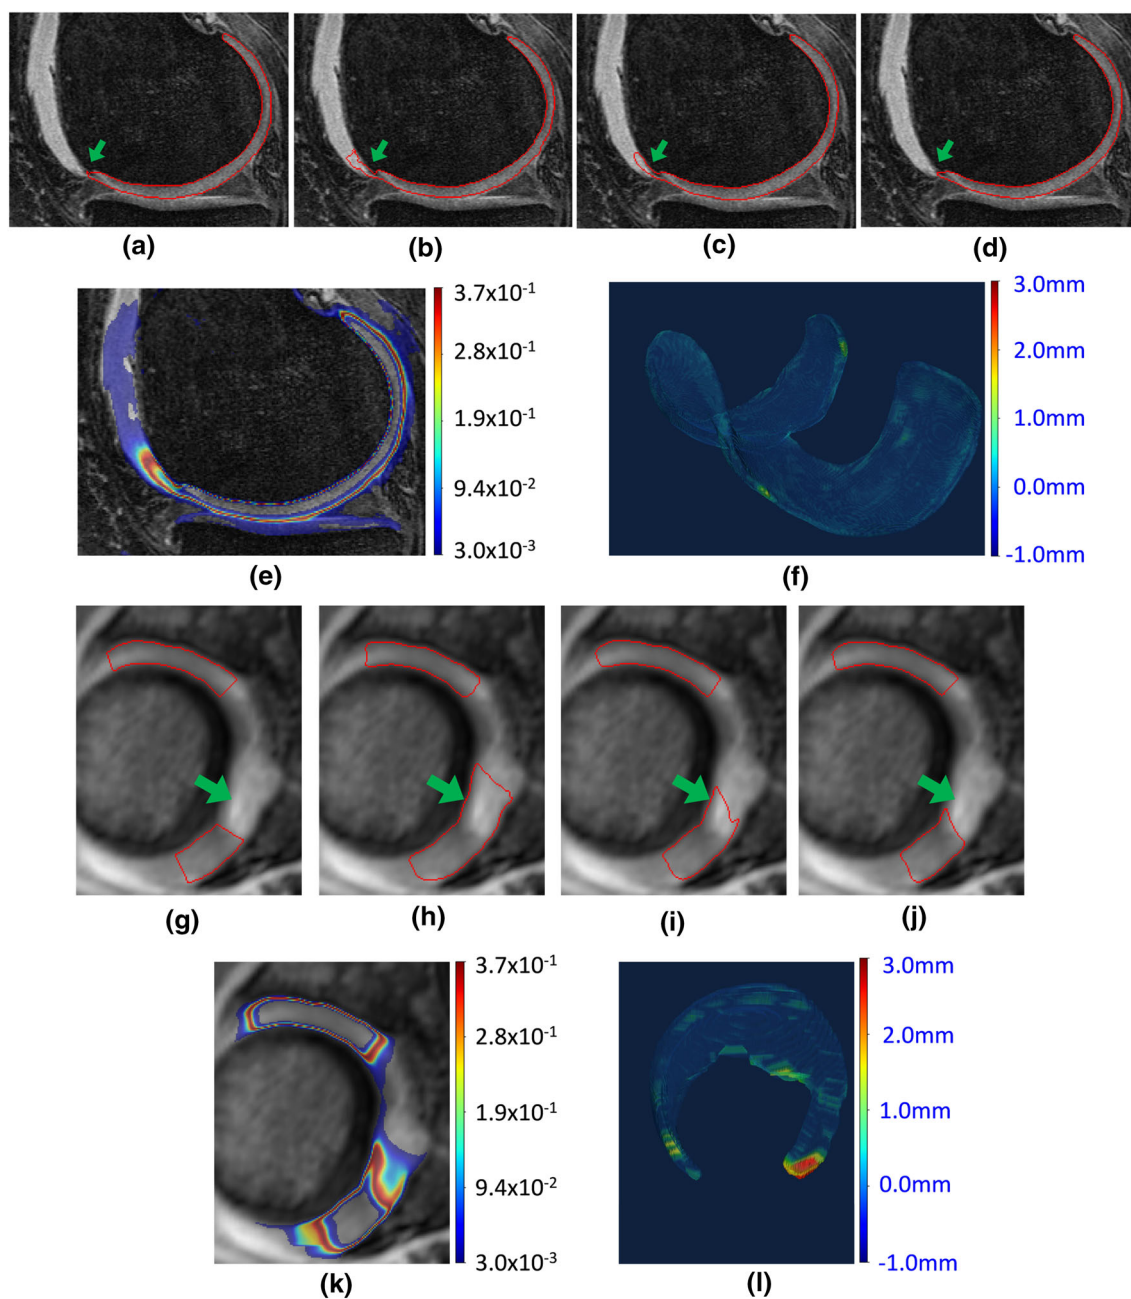 (a) (b) (c) (d)
3.7x10⁻¹
2.8x10⁻¹
1.9x10⁻¹
9.4x10⁻²
3.0x10⁻³
3.0mm
2.0mm
1.0mm
0.0mm
-1.0mm
(e) (f)
(g) (h) (i) (j)
3.7x10⁻¹
2.8x10⁻¹
1.9x10⁻¹
9.4x10⁻²
3.0x10⁻³
3.0mm
2.0mm
1.0mm
0.0mm
-1.0mm
(k) (l)